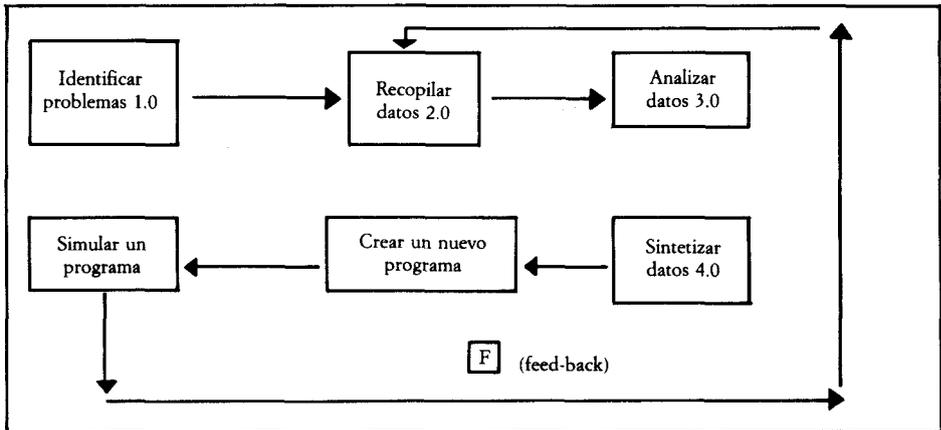 Identificar
problemas 1.0
Recopilar
datos 2.0
Analizar
datos 3.0
Simular un
programa
Crear un nuevo
programa
Sintetizar
datos 4.0
F (feed-back)